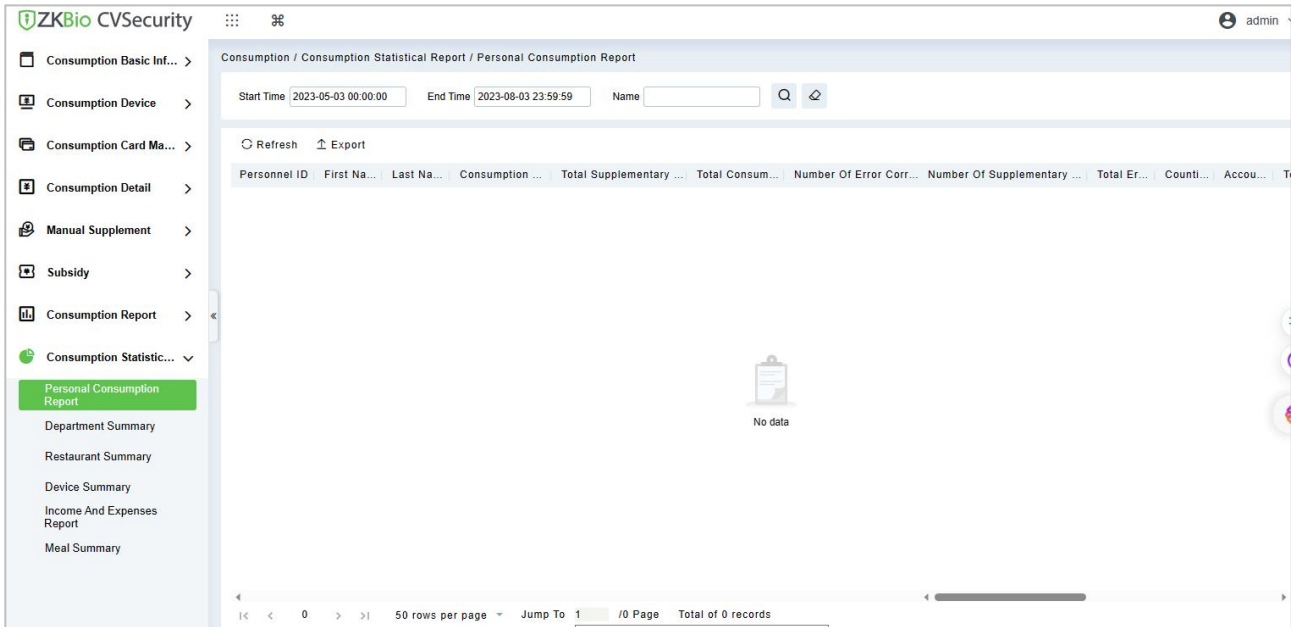 ZKBio CVSecurity
admin
Consumption Basic Inf...
Consumption Device
Consumption Card Ma...
Consumption Detail
Manual Supplement
Subsidy
Consumption Report
Consumption Statistic...
Personal Consumption
Report
Department Summary
Restaurant Summary
Device Summary
Income And Expenses
Report
Meal Summary
Consumption / Consumption Statistical Report / Personal Consumption Report
Start Time 2023-05-03 00:00:00 End Time 2023-08-03 23:59:59 Name
Refresh Export
Personnel ID First Na... Last Na... Consumption ... Total Supplementary ... Total Consum... Number Of Error Corr... Number Of Supplementary ... Total Er... Counti... Accou...
No data
0 50 rows per page Jump To 1 /0 Page Total of 0 records